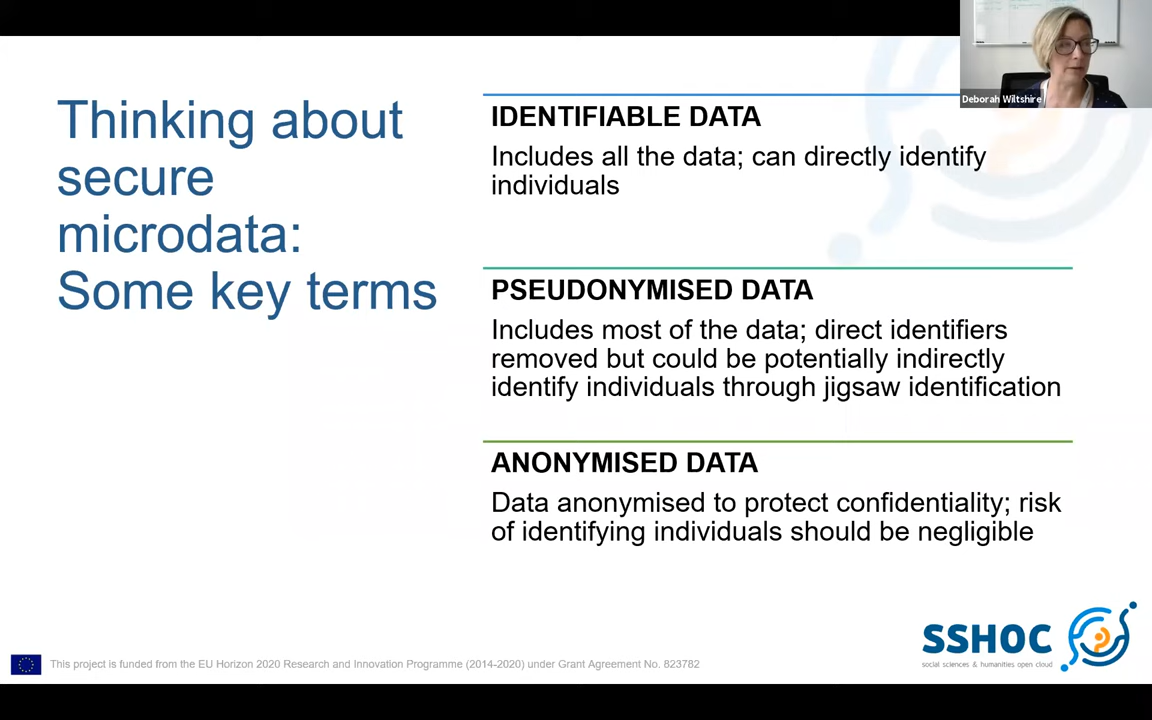 Thinking about
secure
microdata:
Some key terms
IDENTIFIABLE DATA
Includes all the data; can directly identify
individuals
PSEUDONYMISED DATA
Includes most of the data; direct identifiers
removed but could be potentially indirectly
identify individuals through jigsaw identification
ANONYMISED DATA
Data anonymised to protect confidentiality; risk
of identifying individuals should be negligible
Deborah Wiltshire
SSHOC
social sciences & humanities open cloud
This project is funded from the EU Horizon 2020 Research and Innovation Programme (2014-2020) under Grant Agreement No. 823782